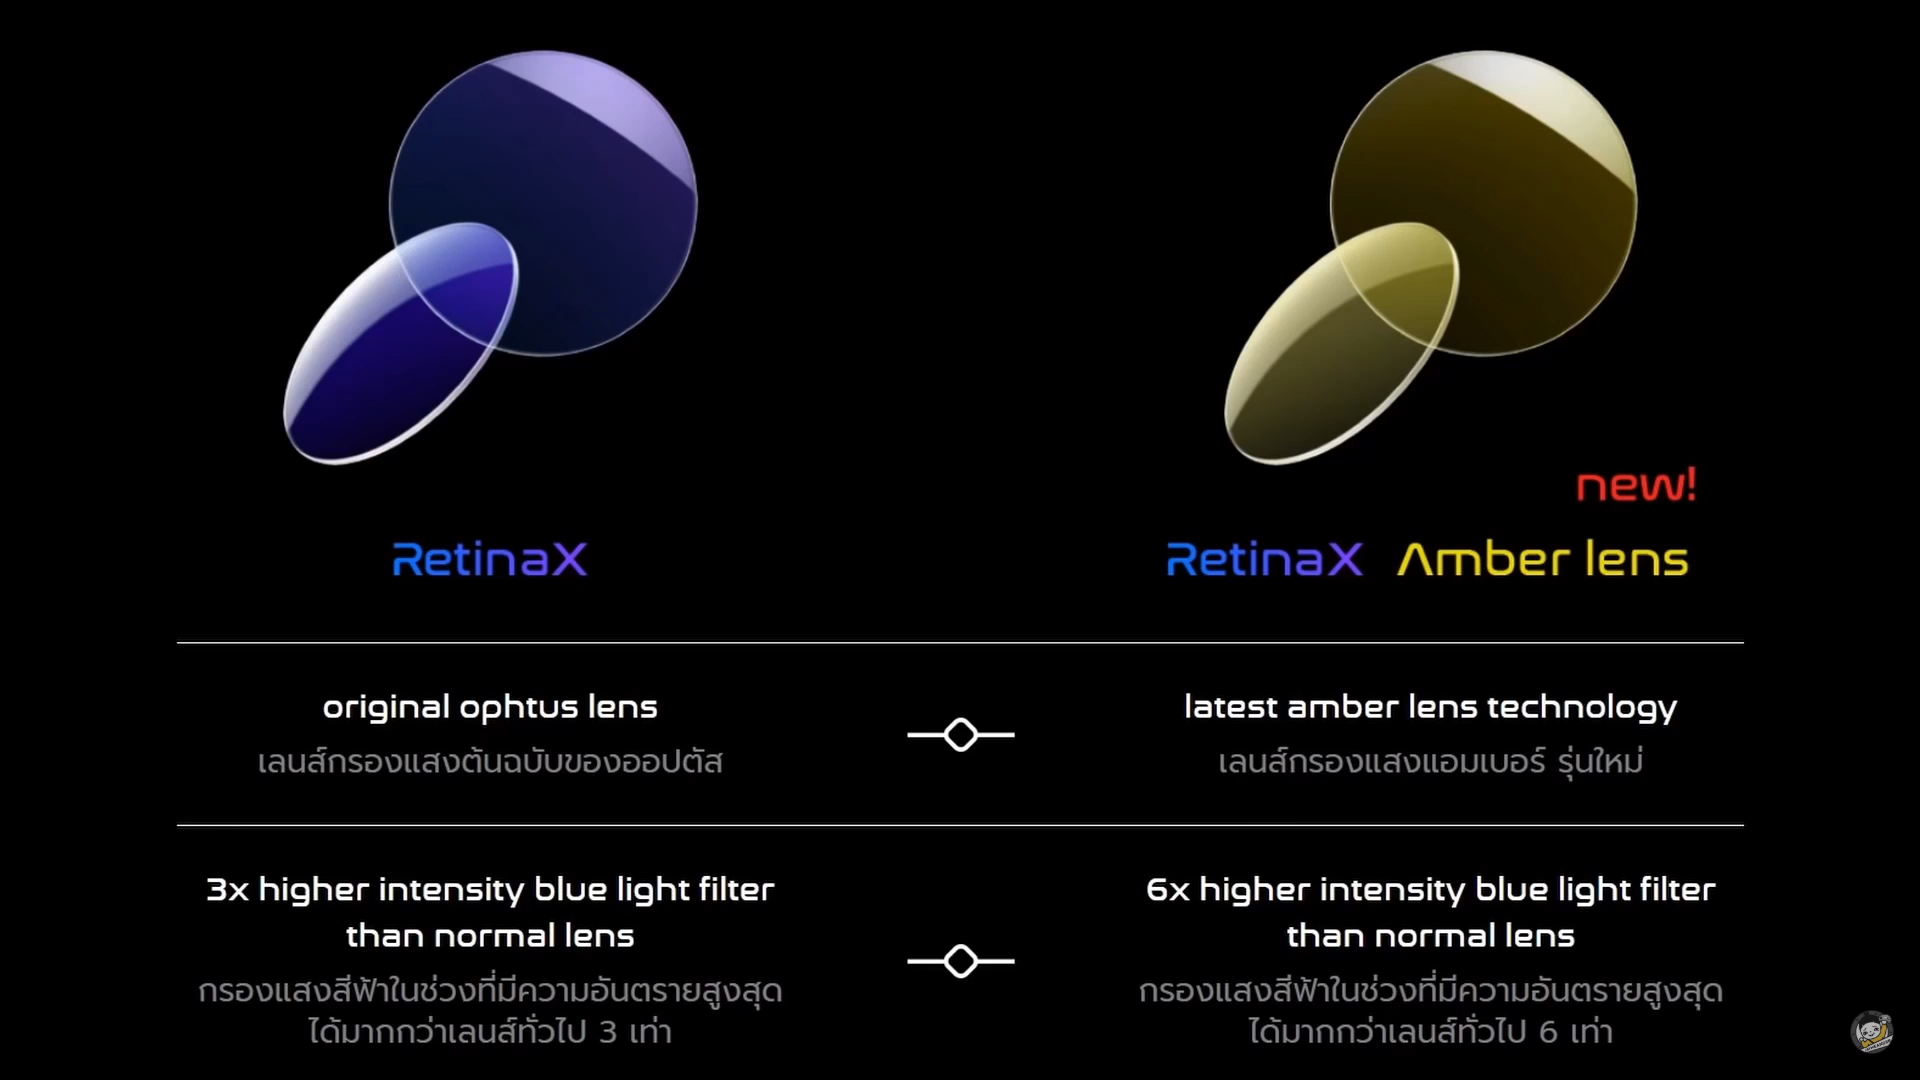 new!
RetinaX
RetinaX Amber lens
original ophtus lens
เลนส์กรองแสงต้นฉบับของออปตัส
latest amber lens technology
เลนส์กรองแสงแอมเบอร์ รุ่นใหม่
3x higher intensity blue light filter
than normal lens
กรองแสงสีฟ้าในช่วงที่มีความอันตรายสูงสุด
ได้มากกว่าเลนส์ทั่วไป 3 เท่า
6x higher intensity blue light filter
than normal lens
กรองแสงสีฟ้าในช่วงที่มีความอันตรายสูงสุด
ได้มากกว่าเลนส์ทั่วไป 6 เท่า